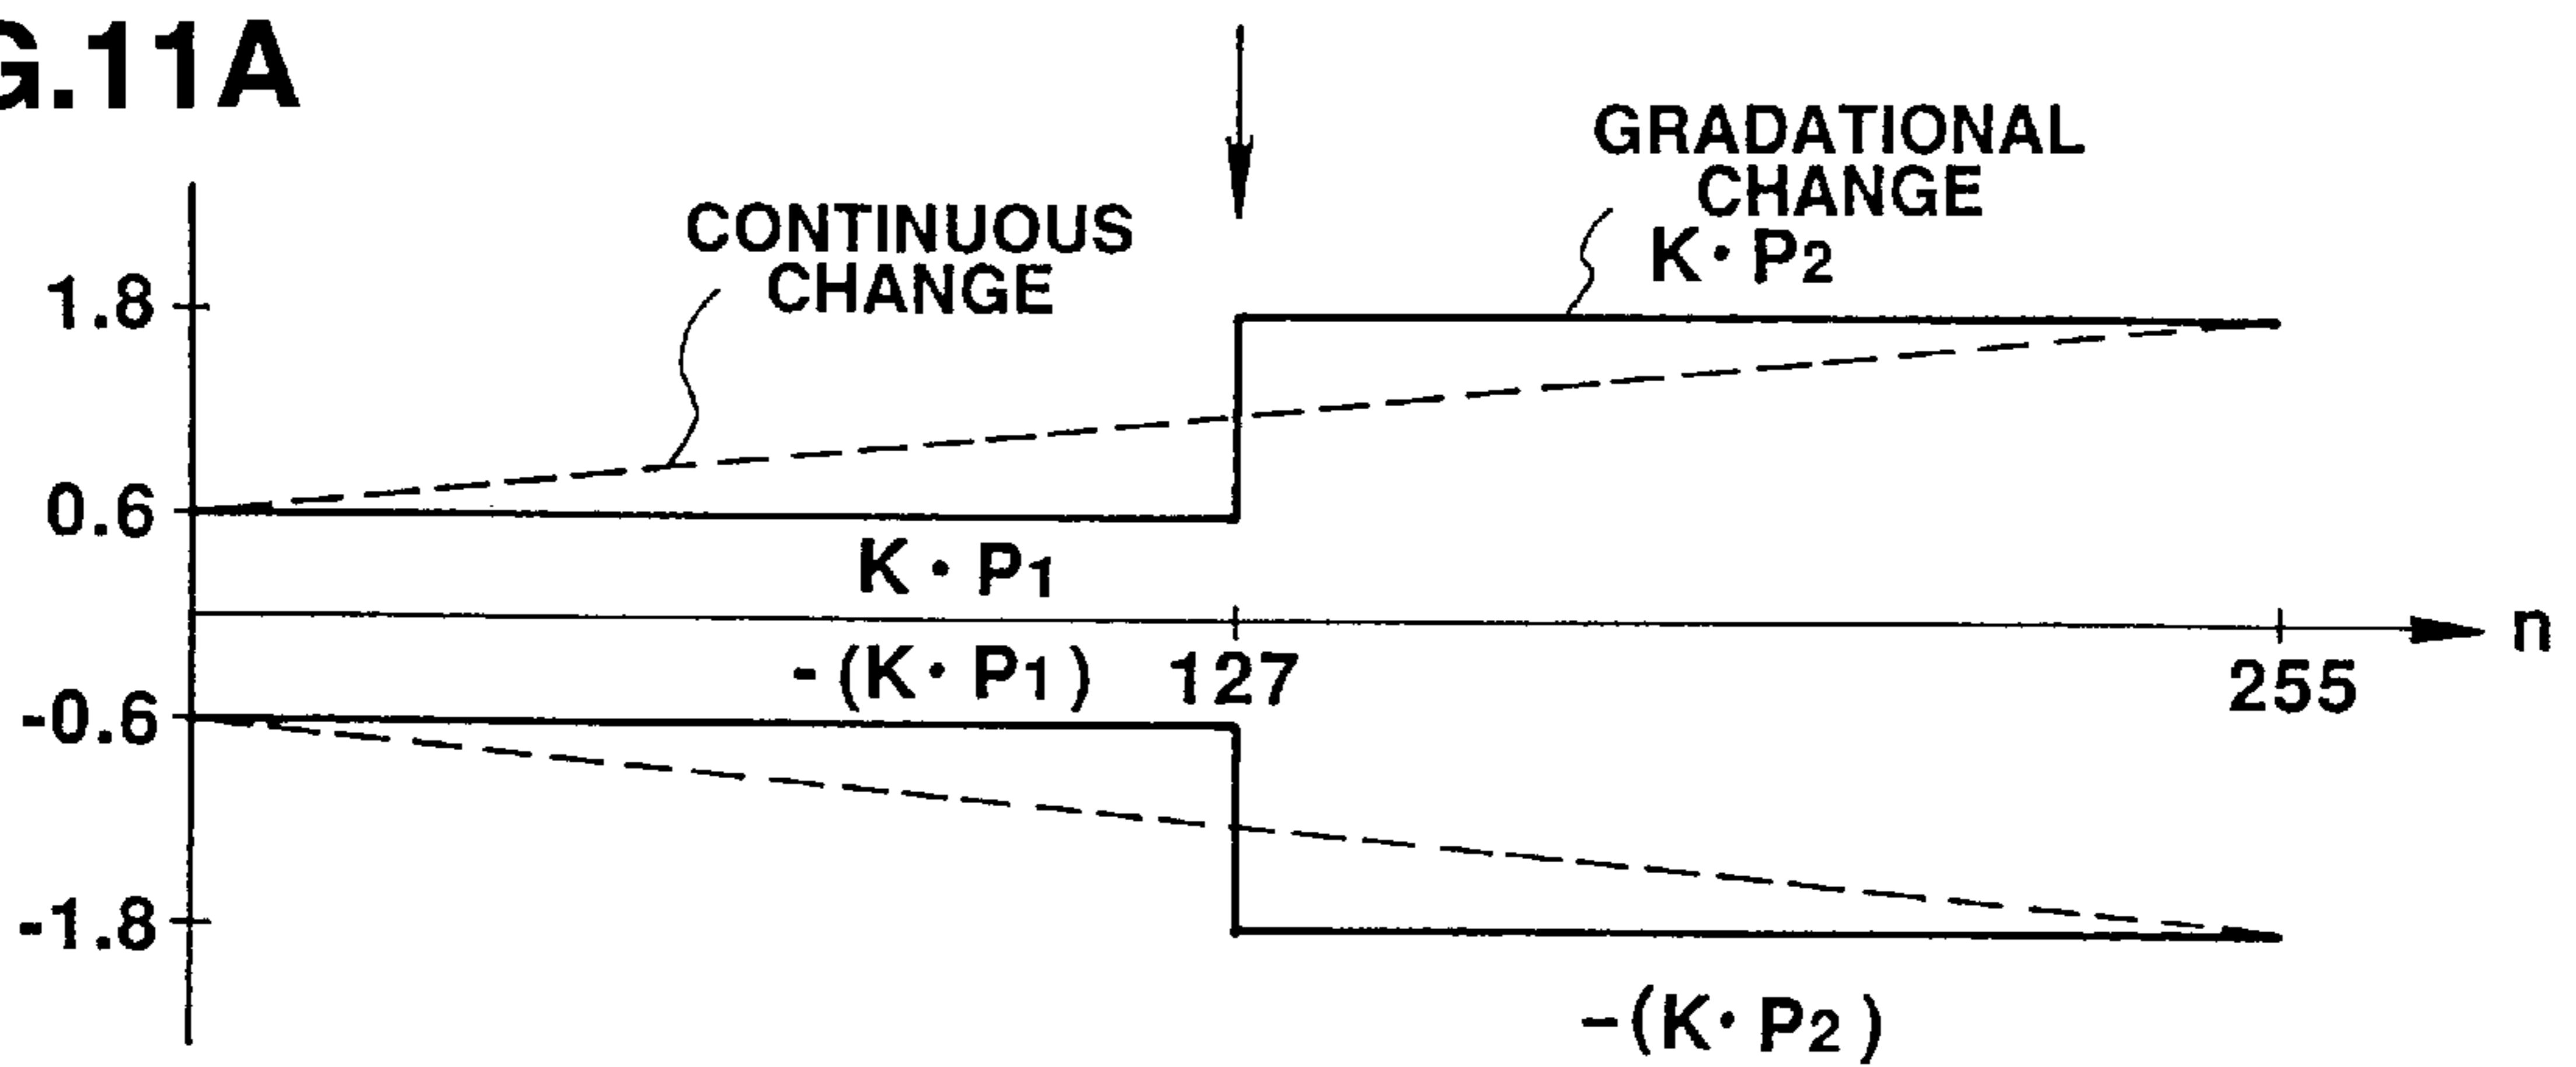 G.11A
GRADATIONAL
CHANGE
K・P2
CONTINUOUS
CHANGE
1.8
0.6
K・P1
n
-(K・P1)
127
255
-0.6
-1.8
-(K・P2)